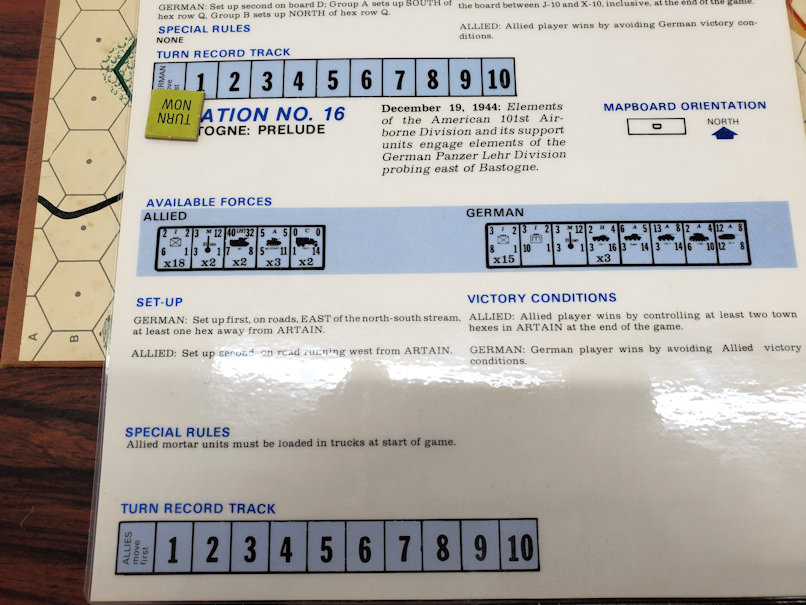 GERMAN: Set up second on board D; Group A sets up SOUTH of
hex row Q. Group B sets up NORTH of hex row Q.
the board between J-10 and X-10, inclusive, at the end of the game.
ALLIED: Allied player wins by avoiding German victory con-
ditions.
SPECIAL RULES
NONE
TURN RECORD TRACK
1 2 3 4 5 6 7 8 9 10
TURN
NOW
ATION NO. 16
TOGNE: PRELUDE
December 19, 1944: Elements
of the American 101st Air-
borne Division and its support
units engage elements of the
German Panzer Lehr Division
probing east of Bastogne.
MAPBOARD ORIENTATION
D
NORTH
AVAILABLE FORCES
ALLIED
x18 x2 x2 x3 x2
GERMAN
x15 x3
SET-UP
GERMAN: Set up first, on roads, EAST of the north-south stream,
at least one hex away from ARTAIN.
ALLIED: Set up second on road running west from ARTAIN.
VICTORY CONDITIONS
ALLIED: Allied player wins by controlling at least two town
hexes in ARTAIN at the end of the game.
GERMAN: German player wins by avoiding Allied victory
conditions.
SPECIAL RULES
Allied mortar units must be loaded in trucks at start of game.
TURN RECORD TRACK
ALLIES
move
first
1 2 3 4 5 6 7 8 9 10
A
B